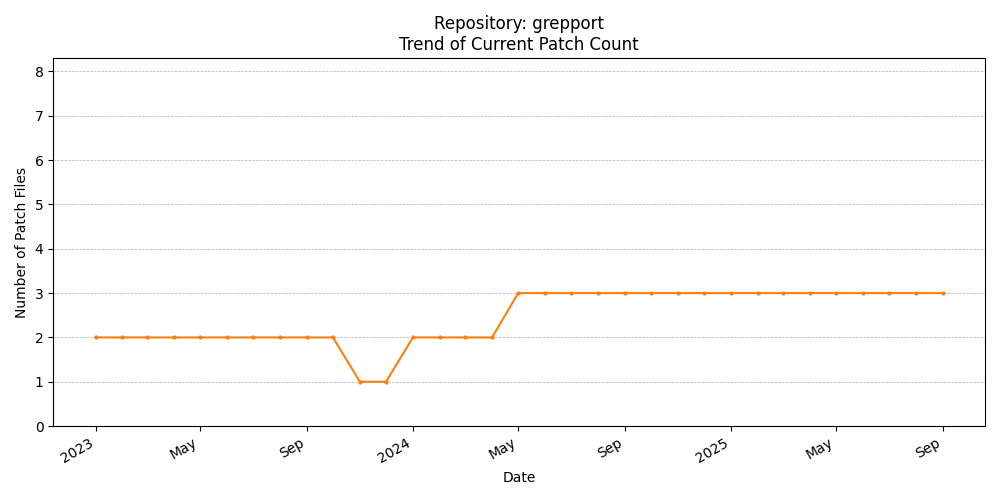 Repository: grepport
Trend of Current Patch Count
Number of Patch Files
8
7
6
5
4
3
2
1
0
2023
May
Sep
2024
May
Sep
2025
May
Sep
Date